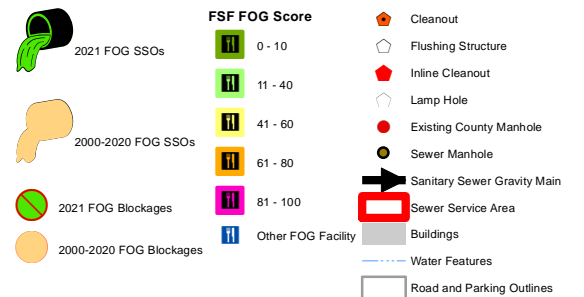 2021 FOG SSOs
2000-2020 FOG SSOs
2021 FOG Blockages
2000-2020 FOG Blockages
FSF FOG Score
0 - 10
11 - 40
41 - 60
61 - 80
81 - 100
Other FOG Facility
Cleanout
Flushing Structure
Inline Cleanout
Lamp Hole
Existing County Manhole
Sewer Manhole
Sanitary Sewer Gravity Main
Sewer Service Area
Buildings
Water Features
Road and Parking Outlines